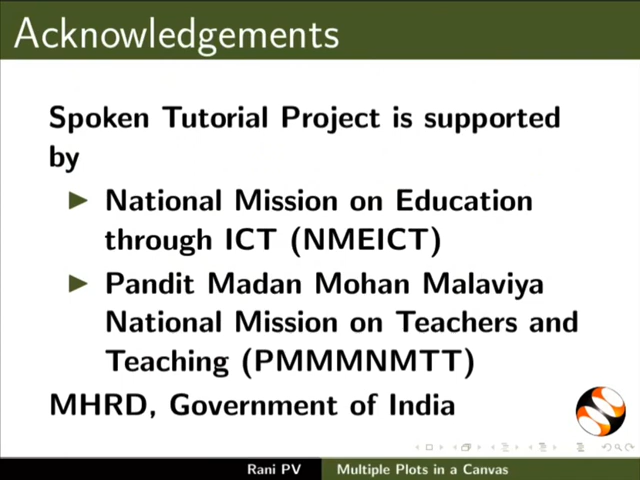 Acknowledgements
Spoken Tutorial Project is supported
by
National Mission on Education
through ICT (NMEICT)
Pandit Madan Mohan Malaviya
National Mission on Teachers and
Teaching (PMMMNMTT)
MHRD, Government of India
Rani PV Multiple Plots in a Canvas